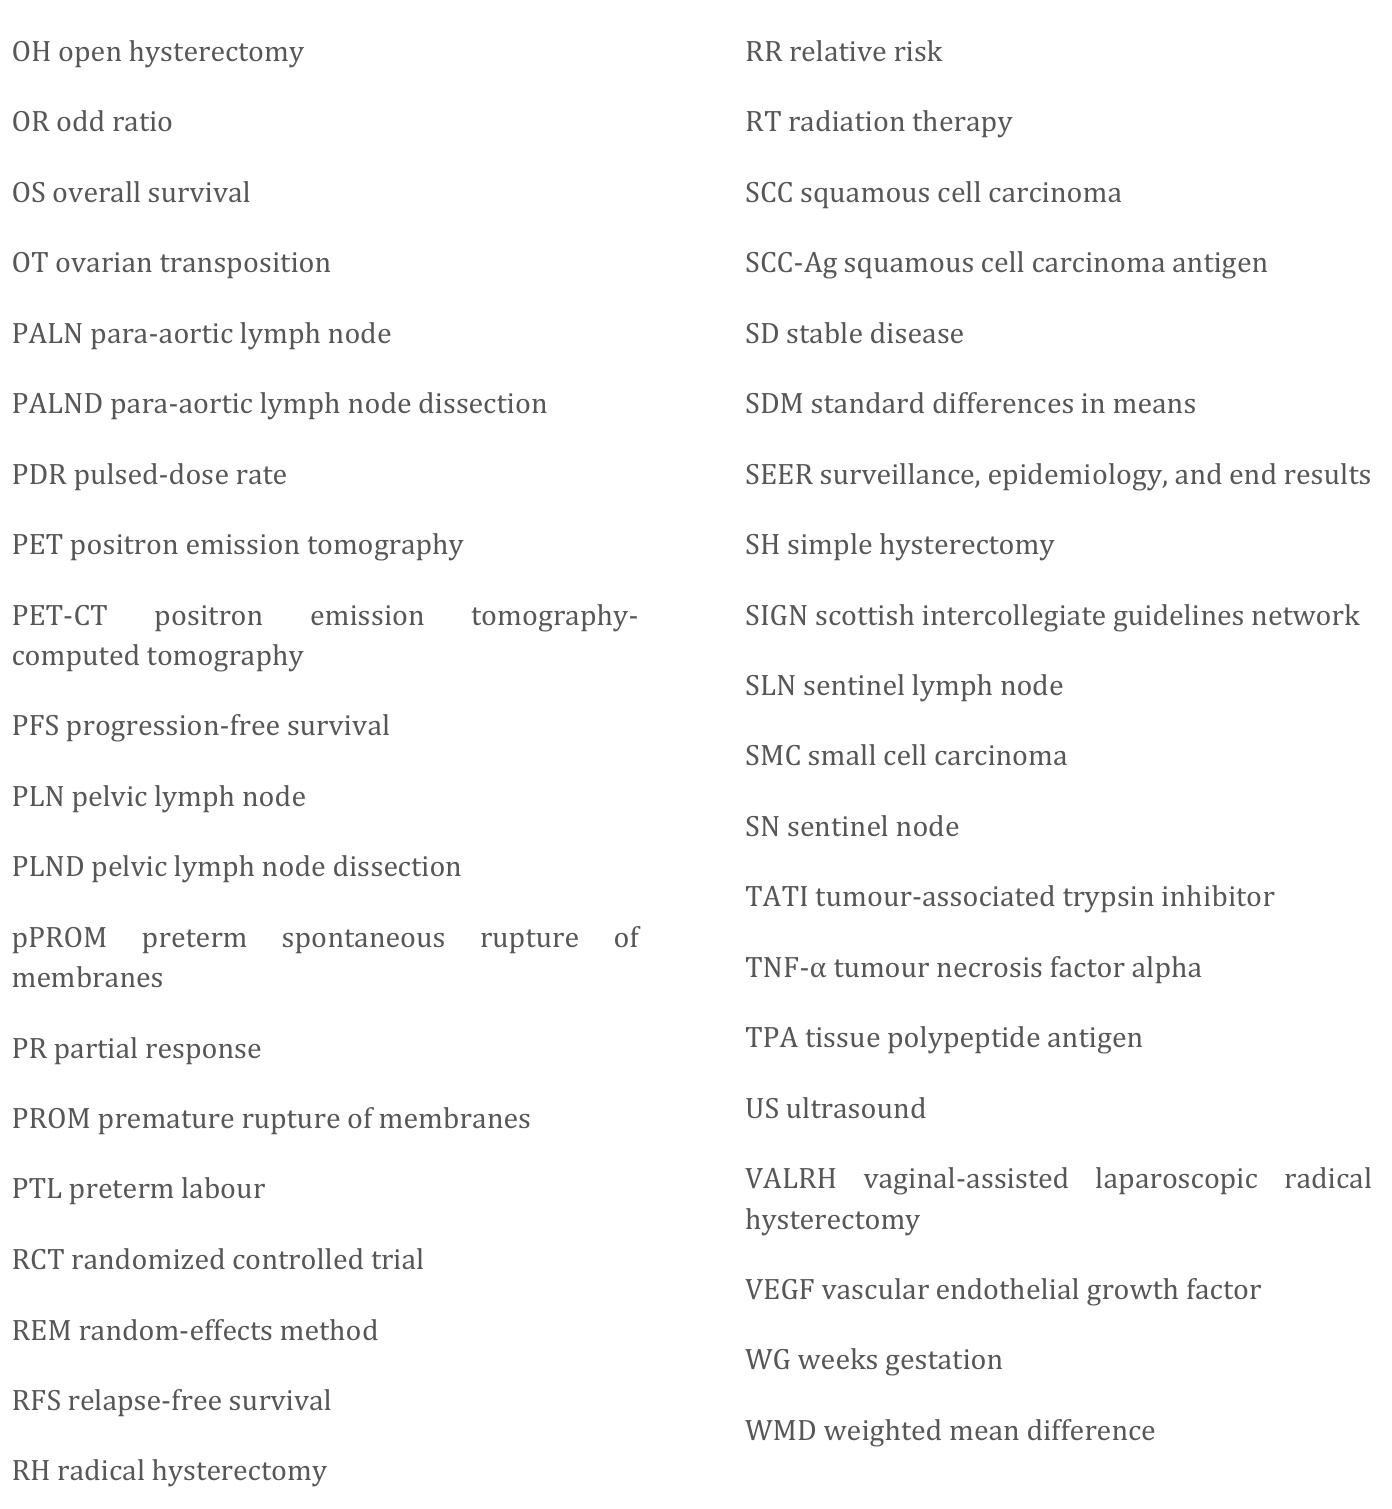 OH open hysterectomy
OR odd ratio
OS overall survival
OT ovarian transposition
PALN para-aortic lymph node
PALND para-aortic lymph node dissection
PDR pulsed-dose rate
PET positron emission tomography
PET-CT positron emission tomography-
computed tomography
PFS progression-free survival
PLN pelvic lymph node
PLND pelvic lymph node dissection
pPROM preterm spontaneous rupture of
membranes
PR partial response
PROM premature rupture of membranes
PTL preterm labour
RCT randomized controlled trial
REM random-effects method
RFS relapse-free survival
RH radical hysterectomy
RR relative risk
RT radiation therapy
SCC squamous cell carcinoma
SCC-Ag squamous cell carcinoma antigen
SD stable disease
SDM standard differences in means
SEER surveillance, epidemiology, and end results
SH simple hysterectomy
SIGN scottish intercollegiate guidelines network
SLN sentinel lymph node
SMC small cell carcinoma
SN sentinel node
TATI tumour-associated trypsin inhibitor
TNF-α tumour necrosis factor alpha
TPA tissue polypeptide antigen
US ultrasound
VALRH vaginal-assisted laparoscopic radical
hysterectomy
VEGF vascular endothelial growth factor
WG weeks gestation
WMD weighted mean difference